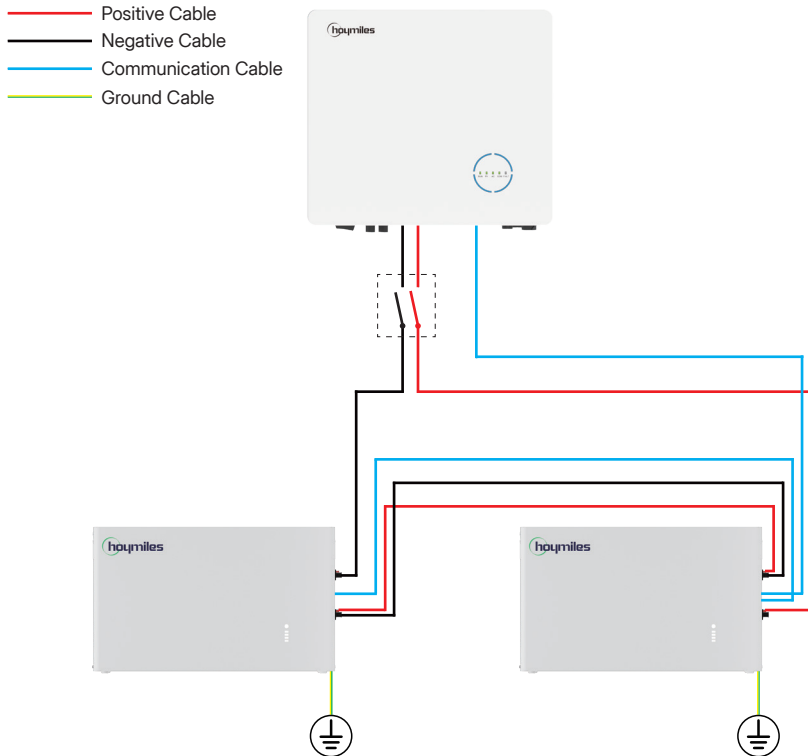 Positive Cable
Negative Cable
Communication Cable
Ground Cable
hoymiles
hoymiles
hoymiles